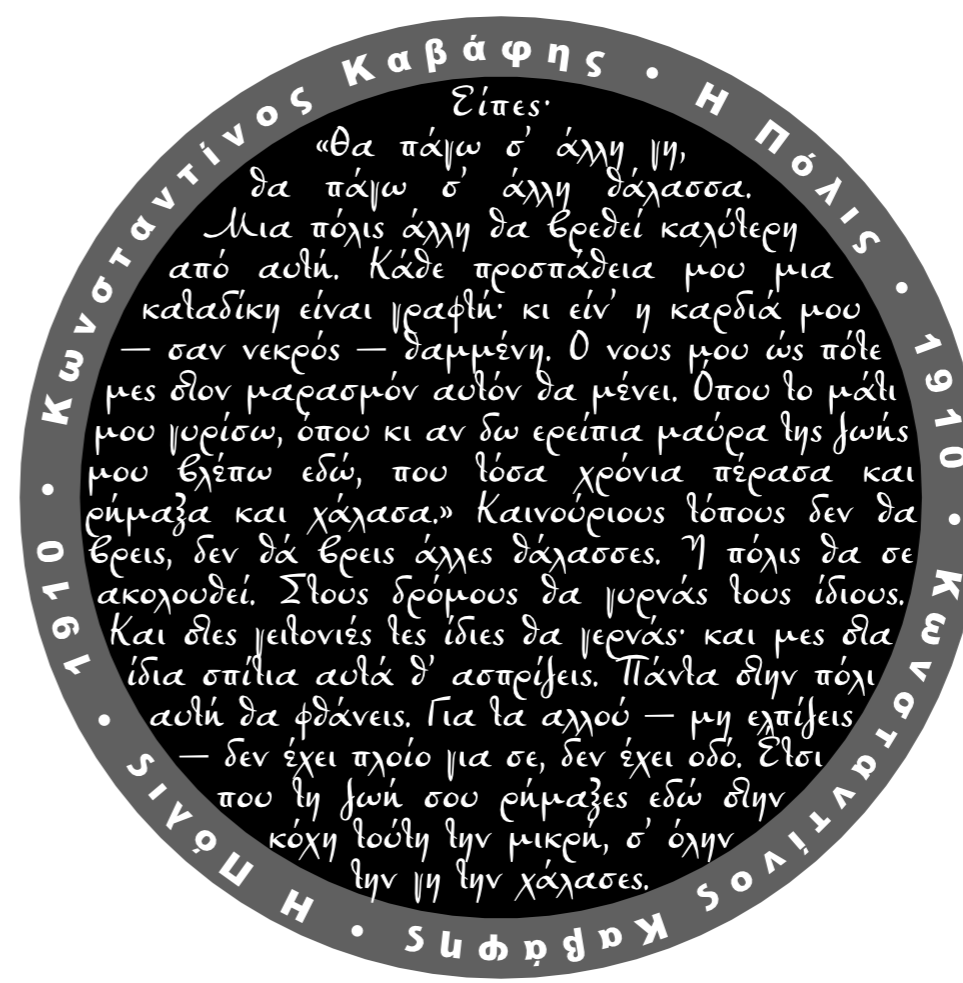 Κωνσταντίνος Καβάφης • Η Πόλις • 1910 • Κωνσταντίνος Καβάφης • Η Πόλις • 1910 •
Είπες·
«Θα πάγω σ’ άλλη γη,
θα πάγω σ’ άλλη θάλασσα.
Μια πόλις άλλη θα βρεθεί καλύτερη
από αυτή. Κάθε προσπάθεια μου μια
καταδίκη είναι γραφτή· κι είν’ η καρδιά μου
— σαν νεκρός — θαμμένη. Ο νους μου ώς πότε
μες στον μαρασμόν αυτόν θα μένει. Όπου το μάτι
μου γυρίσω, όπου κι αν δω ερείπια μαύρα της ζωής
μου βλέπω εδώ, που τόσα χρόνια πέρασα και
ρήμαξα και χάλασα.» Καινούριους τόπους δεν θα
βρεις, δεν θά βρεις άλλες θάλασσες. Η πόλις θα σε
ακολουθεί. Στους δρόμους θα γυρνάς τους ίδιους.
Και στες γειτονιές τες ίδιες θα γερνάς· και μες στα
ίδια σπίτια αυτά θ’ ασπρίζεις. Πάντα στην πόλι
αυτή θα φθάνεις. Για τα αλλού — μη ελπίζεις
— δεν έχει πλοίο για σε, δεν έχει οδό. Έτσι
που τη ζωή σου ρήμαξες εδώ στην
κόχη τούτη την μικρή, σ’ όλην
την γη την χάλασες.